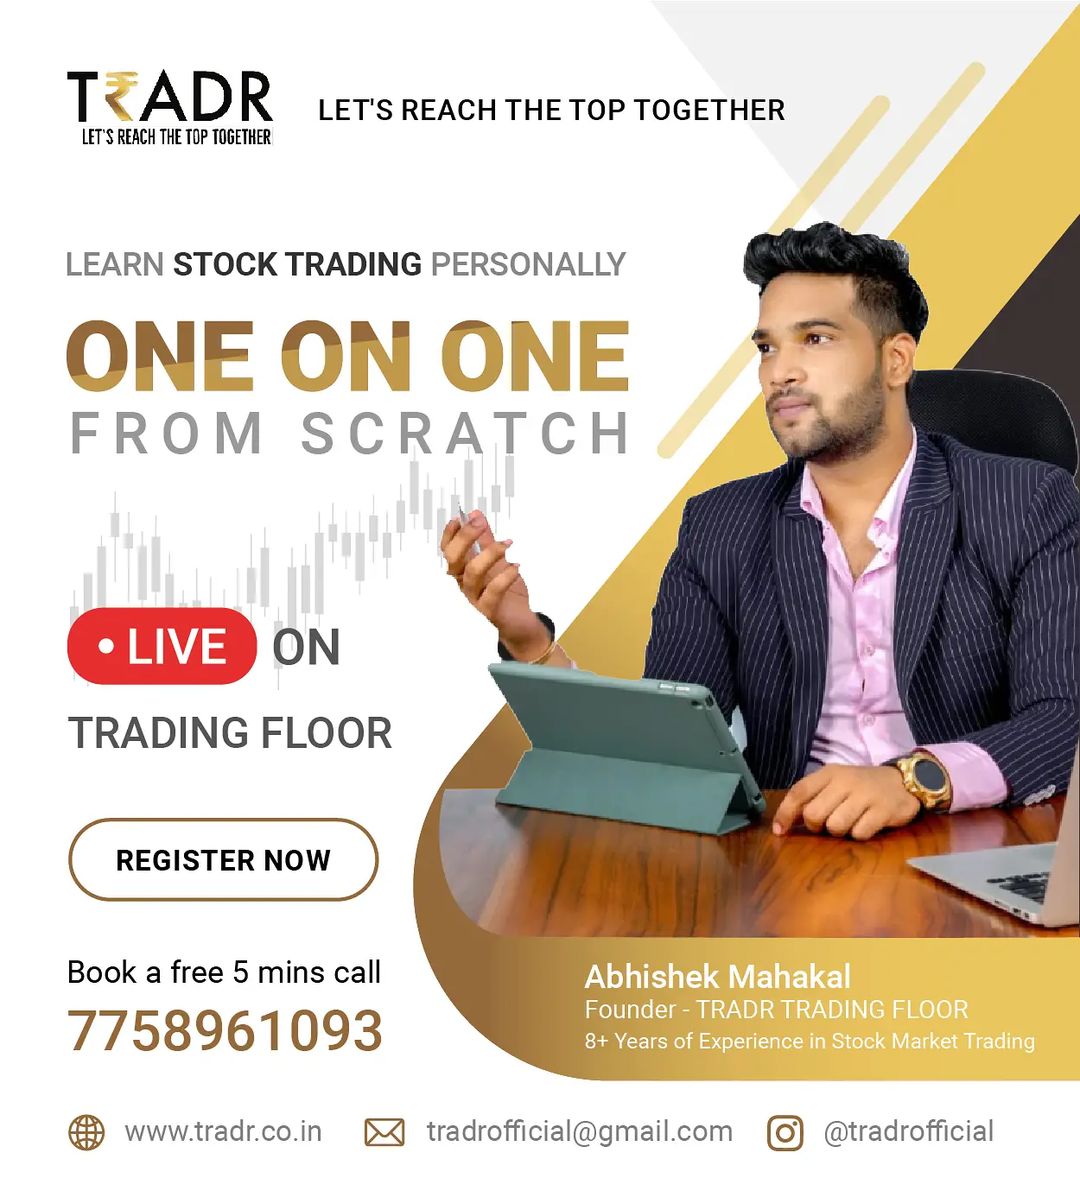 TRADR
LET'S REACH THE TOP TOGETHER
LET'S REACH THE TOP TOGETHER
LEARN STOCK TRADING PERSONALLY
ONE ON ONE
FROM SCRATCH
• LIVE ON
TRADING FLOOR
REGISTER NOW
Book a free 5 mins call
7758961093
Abhishek Mahakal
Founder - TRADR TRADING FLOOR
8+ Years of Experience in Stock Market Trading
www.tradr.co.in
tradrofficial@gmail.com
@tradrofficial